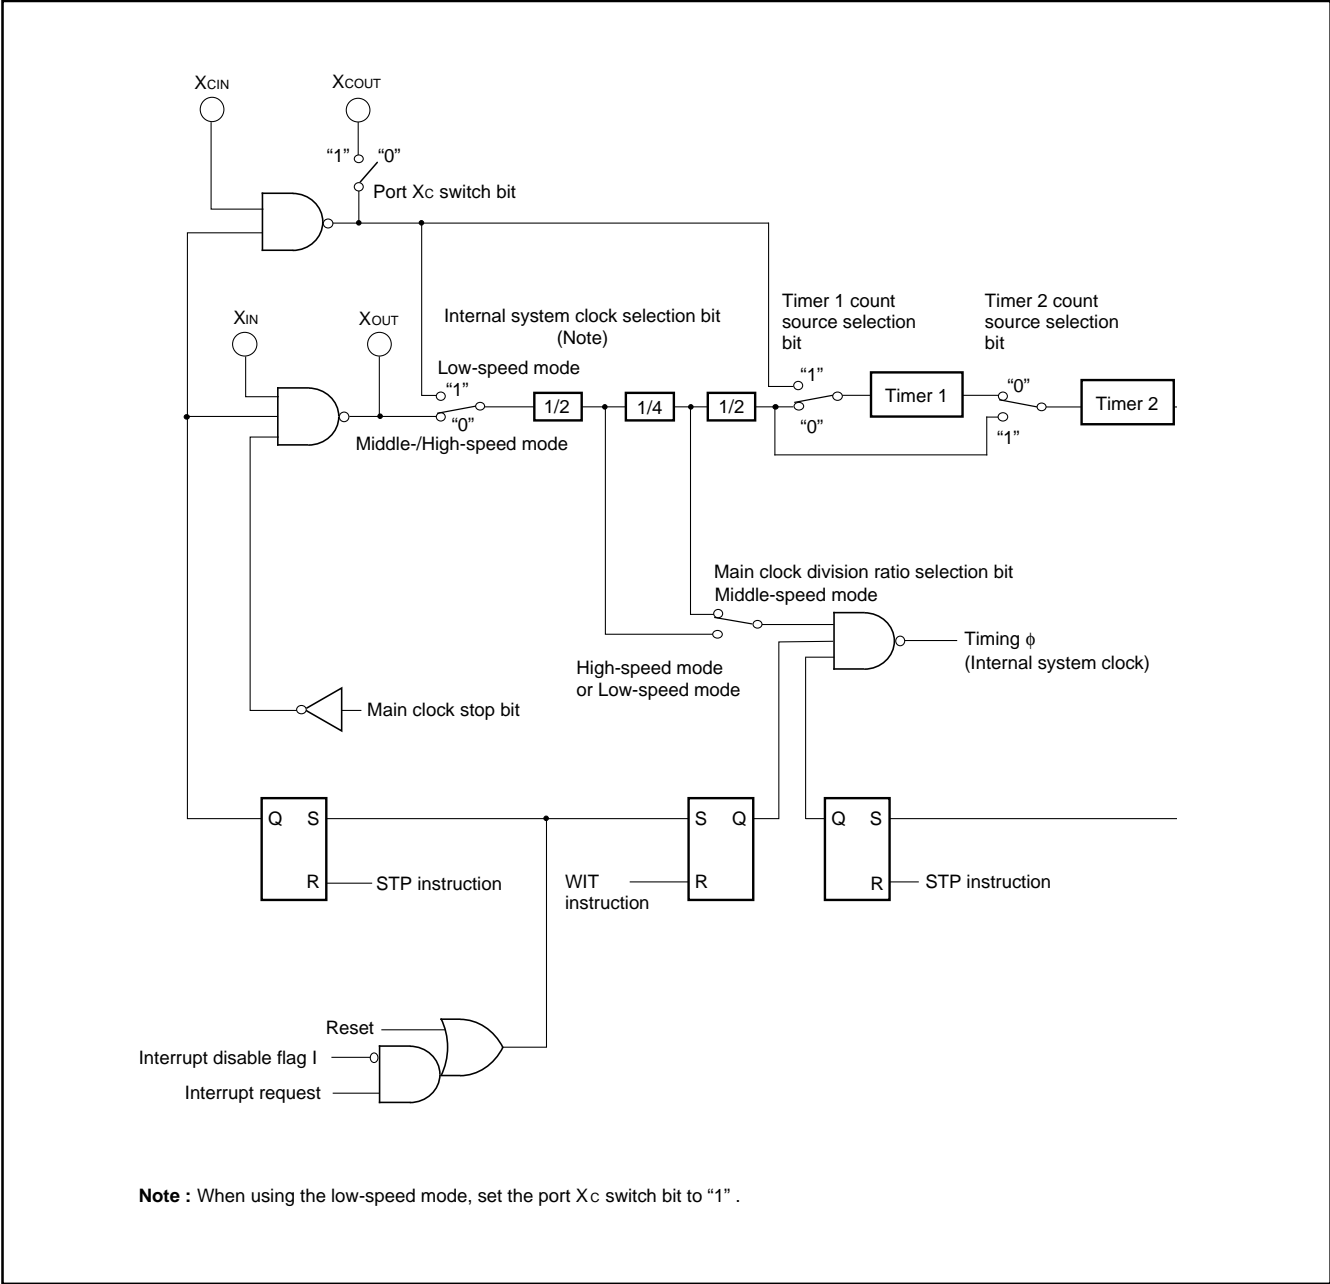 XCIN
XCOUT
“1”
“0”
Port XC switch bit
XIN
XOUT
Internal system clock selection bit
(Note)
Low-speed mode
“1”
“0”
Middle-/High-speed mode
1/2
1/4
1/2
Timer 1 count
source selection
bit
“1”
“0”
Timer 1
Timer 2 count
source selection
bit
“0”
“1”
Timer 2
Main clock division ratio selection bit
Middle-speed mode
High-speed mode
or Low-speed mode
Timing ϕ
(Internal system clock)
Main clock stop bit
Q S
R
STP instruction
S Q
R
WIT
instruction
Q S
R
STP instruction
Reset
Interrupt disable flag I
Interrupt request
Note : When using the low-speed mode, set the port XC switch bit to “1” .